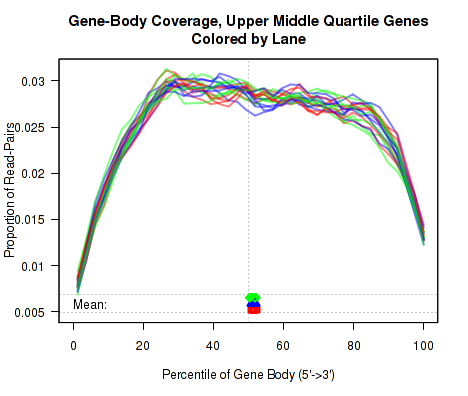 Gene-Body Coverage, Upper Middle Quartile Genes
Colored by Lane
Proportion of Read-Pairs
0.03
0.025
0.02
0.015
0.01
0.005
Mean:
0 20 40 60 80 100
Percentile of Gene Body (5'->3')